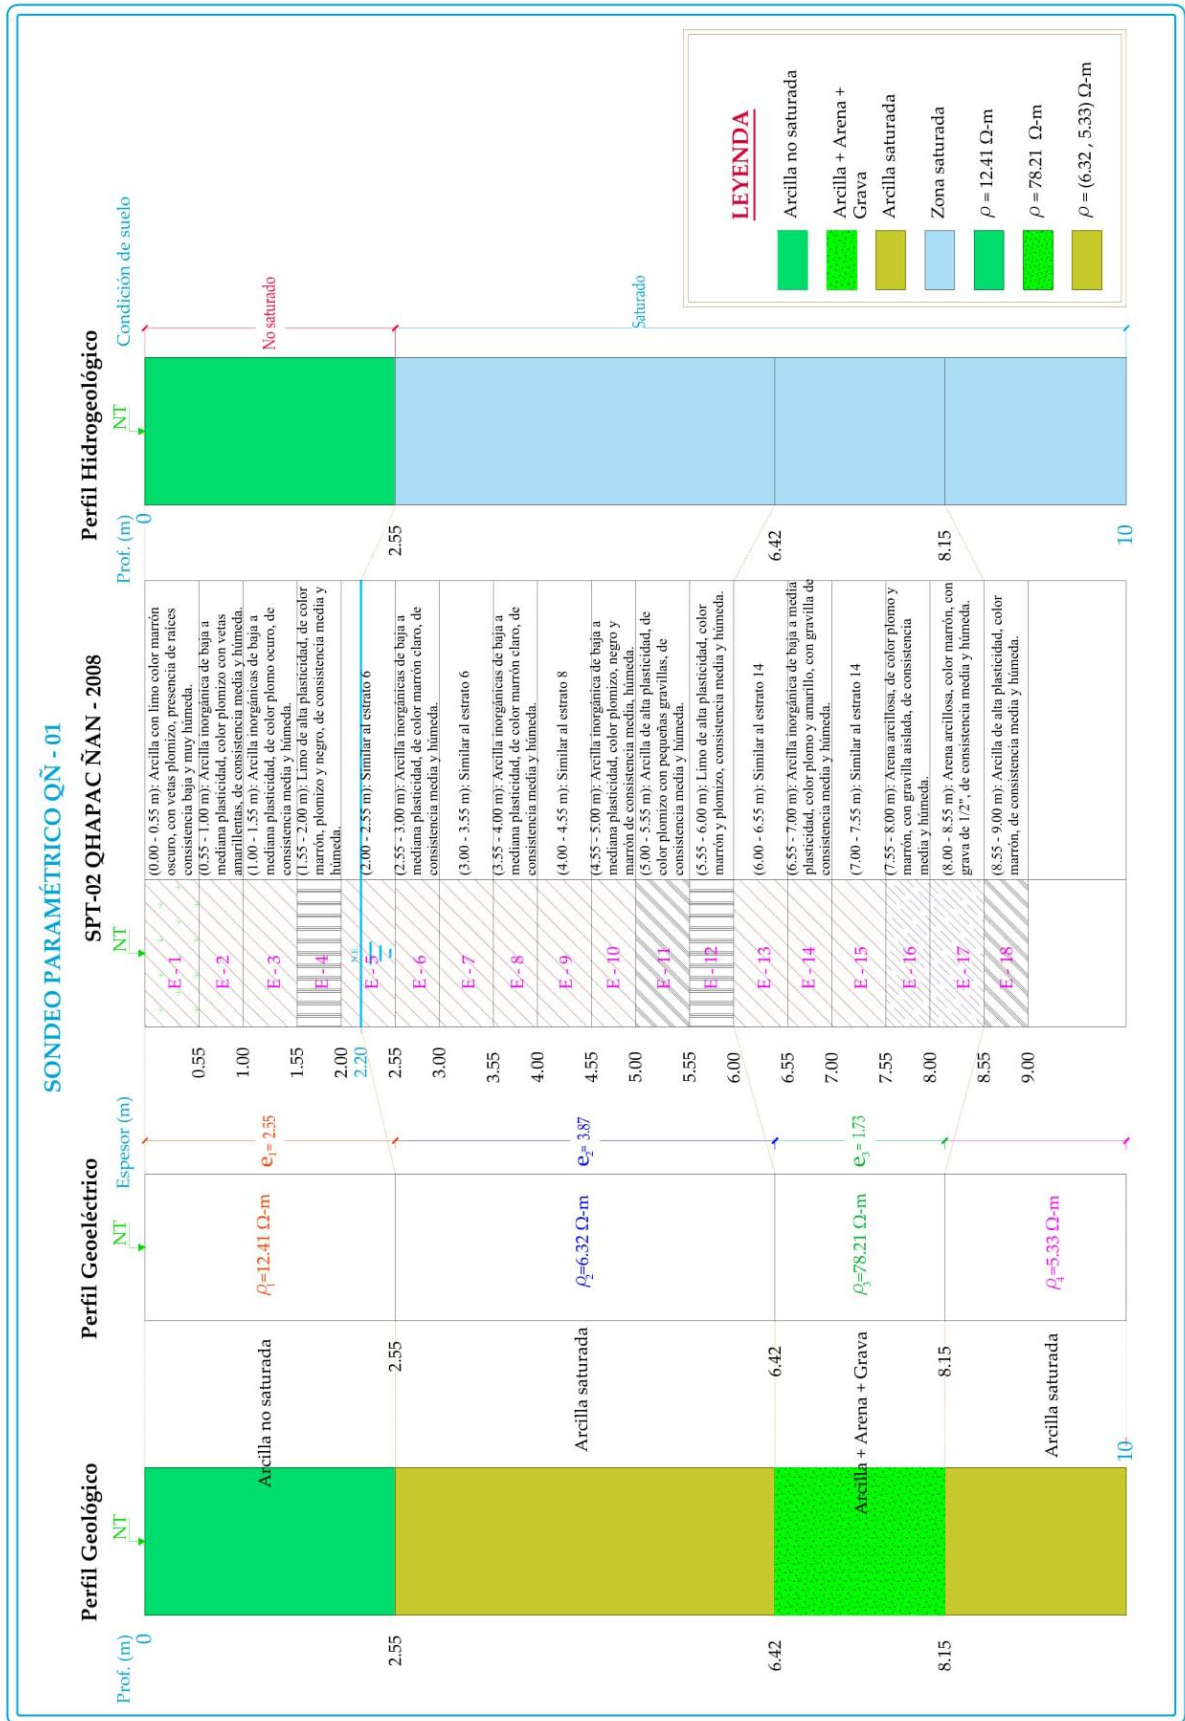 SONDEO PARAMÉTRICO QÑ - 01
Perfil Geológico
Prof. (m)
NT
0
2.55
6.42
8.15
10
Arcilla no saturada
Arcilla saturada
Arcilla + Arena + Grava
Arcilla saturada
Perfil Geoeléctrico
NT
Espesor (m)
2.55
6.42
8.15
ρ₁=12.41 Ω-m
ρ₂=6.32 Ω-m
ρ₃=78.21 Ω-m
ρ₄=5.33 Ω-m
e₁= 2.55
e₂= 3.87
e₃= 1.73
SPT-02 QHAPAC ÑAN - 2008
NT
0.55
1.00
1.55
2.00
2.20
2.55
3.00
3.55
4.00
4.55
5.00
5.55
6.00
6.55
7.00
7.55
8.00
8.55
9.00
E - 1
E - 2
E - 3
E - 4
N.E.
E - 5
E - 6
E - 7
E - 8
E - 9
E - 10
E - 11
E - 12
E - 13
E - 14
E - 15
E - 16
E - 17
E - 18
(0.00 - 0.55 m): Arcilla con limo color marrón
oscuro, con vetas plomizo, presencia de raíces
consistencia baja y muy húmeda.
(0.55 - 1.00 m): Arcilla inorgánica de baja a
mediana plasticidad, color plomizo con vetas
amarillentas, de consistencia media y húmeda.
(1.00 - 1.55 m): Arcilla inorgánicas de baja a
mediana plasticidad, de color plomo ocuro, de
consistencia media y húmeda.
(1.55 - 2.00 m): Limo de alta plasticidad, de color
marrón, plomizo y negro, de consistencia media y
húmeda.
(2.00 - 2.55 m): Similar al estrato 6
(2.55 - 3.00 m): Arcilla inorgánicas de baja a
mediana plasticidad, de color marrón claro, de
consistencia media y húmeda.
(3.00 - 3.55 m): Similar al estrato 6
(3.55 - 4.00 m): Arcilla inorgánicas de baja a
mediana plasticidad, de color marrón claro, de
consistencia media y húmeda.
(4.00 - 4.55 m): Similar al estrato 8
(4.55 - 5.00 m): Arcilla inorgánica de baja a
mediana plasticidad, color plomizo, negro y
marrón de consistencia media, húmeda.
(5.00 - 5.55 m): Arcilla de alta plasticidad, de
color plomizo con pequeñas gravillas, de
consistencia media y húmeda.
(5.55 - 6.00 m): Limo de alta plasticidad, color
marrón y plomizo, consistencia media y húmeda.
(6.00 - 6.55 m): Similar al estrato 14
(6.55 - 7.00 m): Arcilla inorgánica de baja a media
plasticidad, color plomo y amarillo, con gravilla de
consistencia media y húmeda.
(7.00 - 7.55 m): Similar al estrato 14
(7.55 - 8.00 m): Arena arcillosa, de color plomo y
marrón, con gravilla aislada, de consistencia
media y húmeda.
(8.00 - 8.55 m): Arena arcillosa, color marrón, con
grava de 1/2", de consistencia media y húmeda.
(8.55 - 9.00 m): Arcilla de alta plasticidad, color
marrón, de consistencia media y húmeda.
Perfil Hidrogeológico
Prof. (m)
NT
Condición de suelo
0
2.55
6.42
8.15
10
No saturado
Saturado
LEYENDA
Arcilla no saturada
Arcilla + Arena +
Grava
Arcilla saturada
Zona saturada
ρ = 12.41 Ω-m
ρ = 78.21 Ω-m
ρ = (6.32 , 5.33) Ω-m